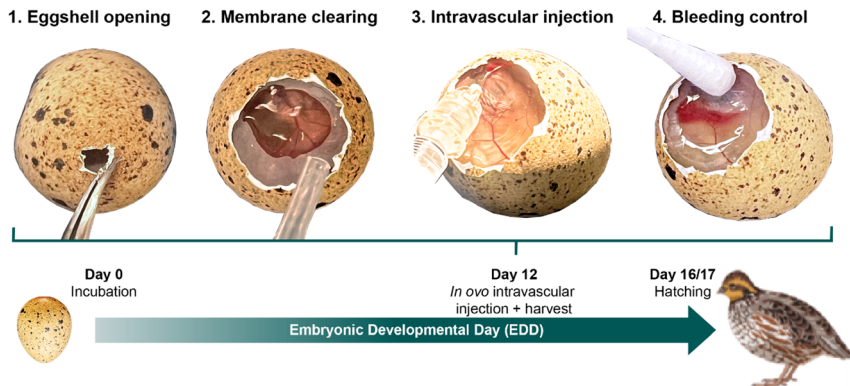 1. Eggshell opening
2. Membrane clearing
3. Intravascular injection
4. Bleeding control
Day 0
Incubation
Day 12
In ovo intravascular
injection + harvest
Day 16/17
Hatching
Embryonic Developmental Day (EDD)